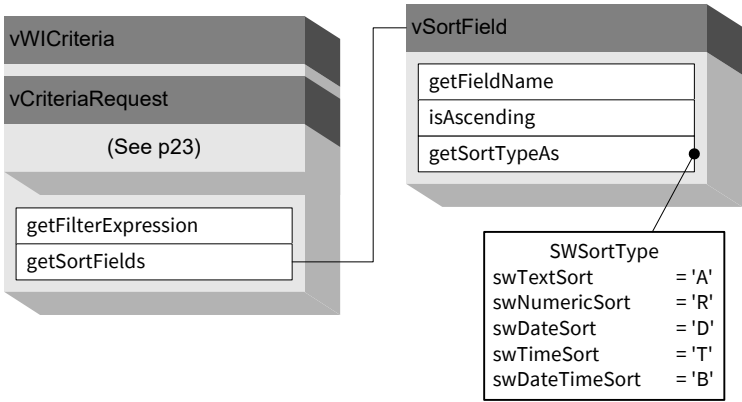 vWICriteria
vCriteriaRequest
(See p23)
getFilterExpression
getSortFields
vSortField
getFieldName
isAscending
getSortTypeAs
SWSortType
swTextSort = 'A'
swNumericSort = 'R'
swDateSort = 'D'
swTimeSort = 'T'
swDateTimeSort = 'B'